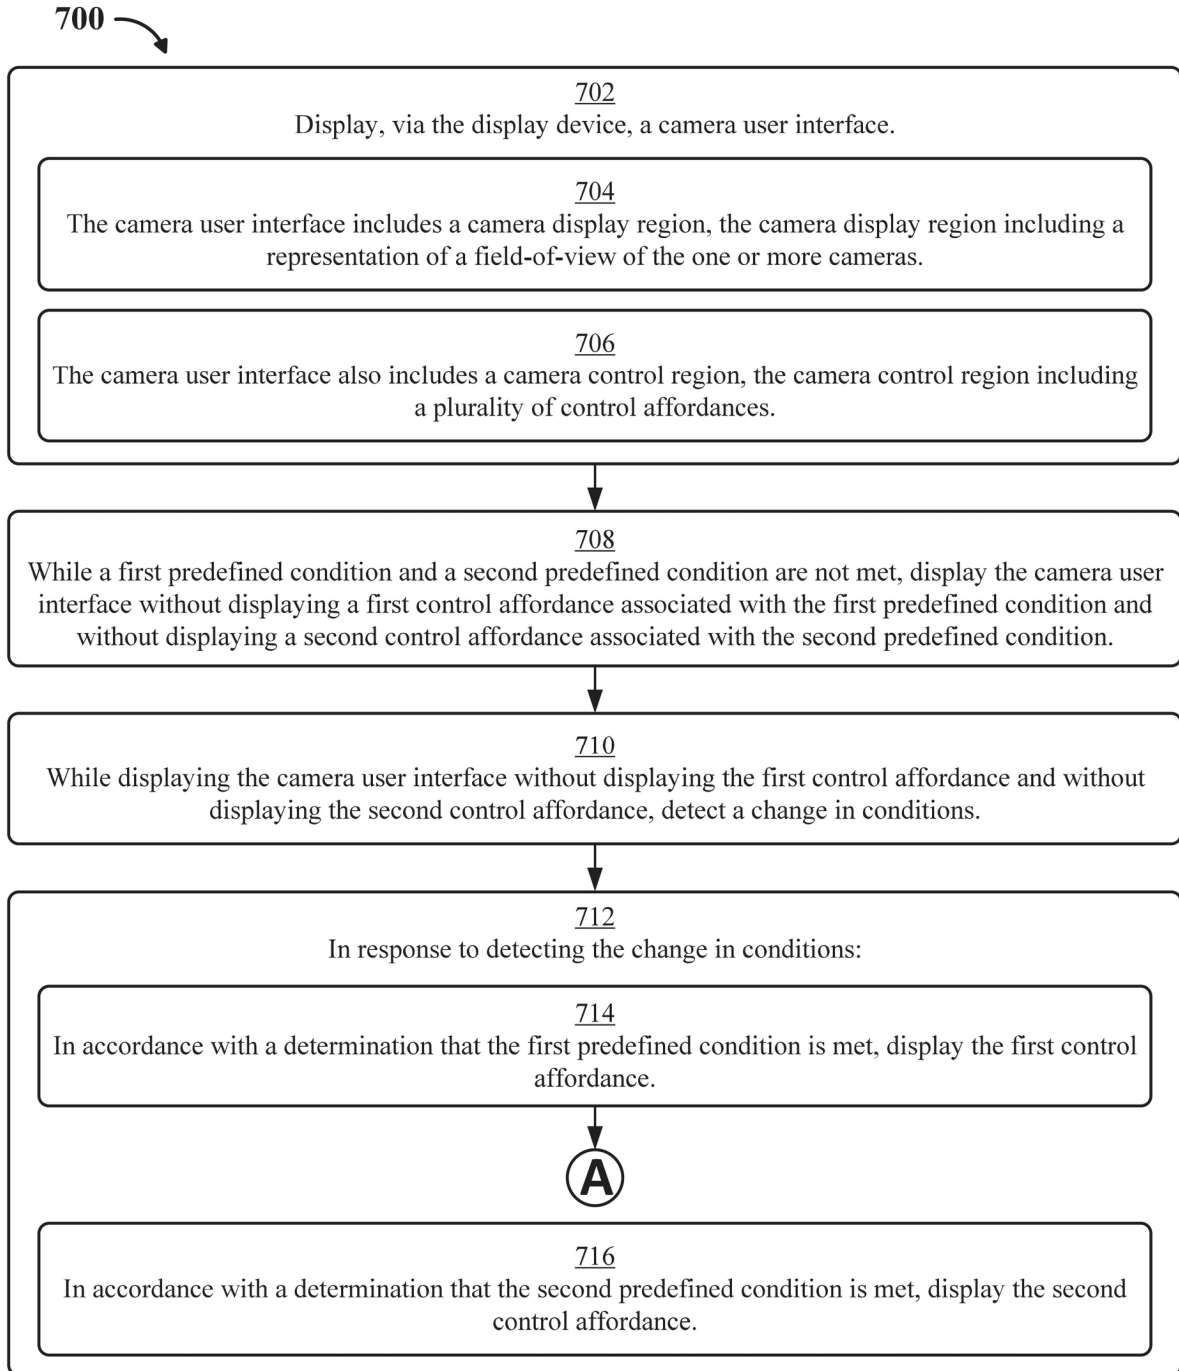 700
702
Display, via the display device, a camera user interface.
704
The camera user interface includes a camera display region, the camera display region including a
representation of a field-of-view of the one or more cameras.
706
The camera user interface also includes a camera control region, the camera control region including
a plurality of control affordances.
708
While a first predefined condition and a second predefined condition are not met, display the camera user
interface without displaying a first control affordance associated with the first predefined condition and
without displaying a second control affordance associated with the second predefined condition.
710
While displaying the camera user interface without displaying the first control affordance and without
displaying the second control affordance, detect a change in conditions.
712
In response to detecting the change in conditions:
714
In accordance with a determination that the first predefined condition is met, display the first control
affordance.
A
716
In accordance with a determination that the second predefined condition is met, display the second
control affordance.